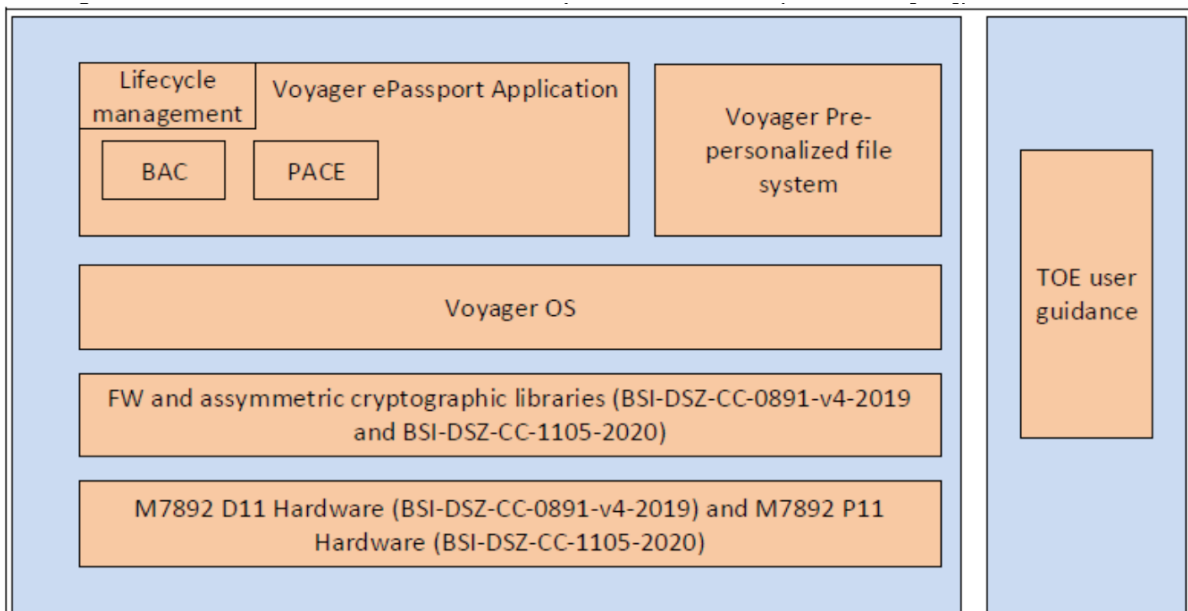 Lifecycle
management
Voyager ePassport Application
BAC
PACE
Voyager Pre-
personalized file
system
Voyager OS
FW and assymmetric cryptographic libraries (BSI-DSZ-CC-0891-v4-2019
and BSI-DSZ-CC-1105-2020)
M7892 D11 Hardware (BSI-DSZ-CC-0891-v4-2019) and M7892 P11
Hardware (BSI-DSZ-CC-1105-2020)
TOE user
guidance